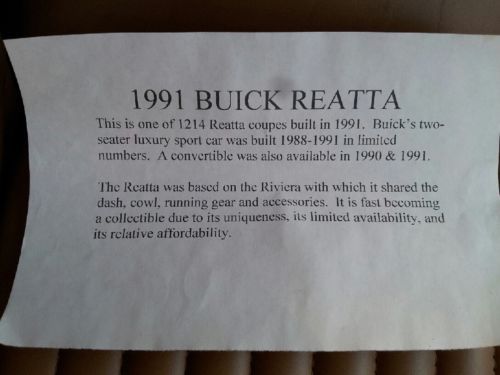 1991 BUICK REATTA
This is one of 1214 Reatta coupes built in 1991. Buick's two-
seater luxury sport car was built 1988-1991 in limited
numbers. A convertible was also available in 1990 & 1991.
The Reatta was based on the Riviera with which it shared the
dash, cowl, running gear and accessories. It is fast becoming
a collectible due to its uniqueness, its limited availability, and
its relative affordability.